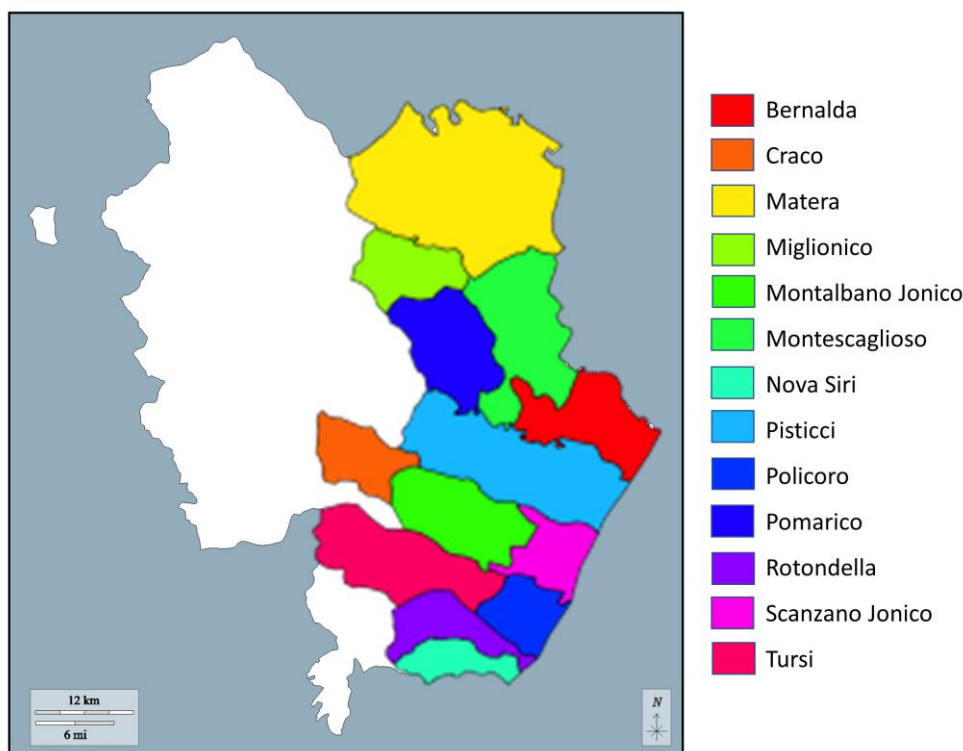 Bernalda
Craco
Matera
Miglionico
Montalbano Jonico
Montescaglioso
Nova Siri
Pisticci
Policoro
Pomarico
Rotondella
Scanzano Jonico
Tursi
12 km
6 mi
N